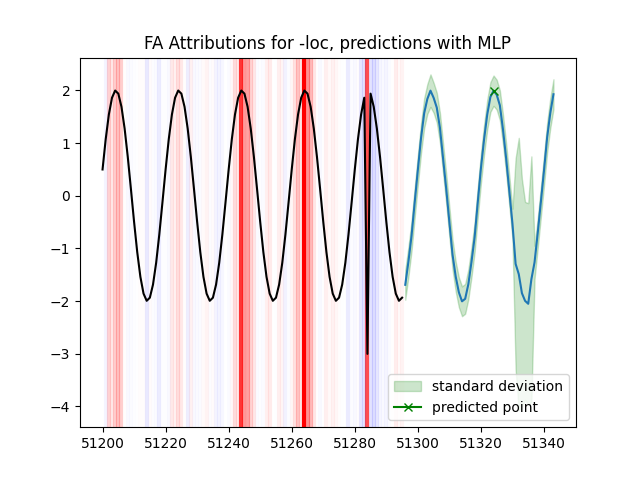 FA Attributions for -loc, predictions with MLP
2
1
0
−1
−2
−3
−4
standard deviation
predicted point
51200 51220 51240 51260 51280 51300 51320 51340